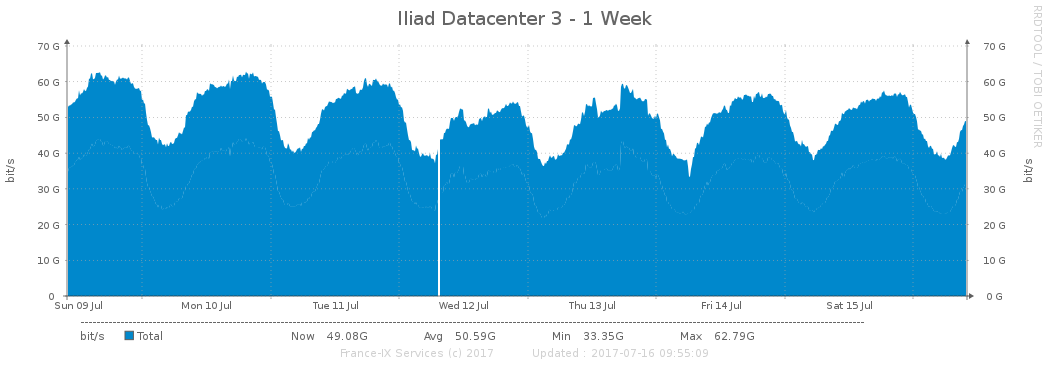 Iliad Datacenter 3 - 1 Week
RRDTOOL / TOBI OETIKER
70 G 70 G
60 G 60 G
50 G 50 G
40 G 40 G
30 G 30 G
20 G 20 G
10 G 10 G
0 0 G
bit/s
bit/s
Sun 09 Jul Mon 10 Jul Tue 11 Jul Wed 12 Jul Thu 13 Jul Fri 14 Jul Sat 15 Jul
bit/s Total Now 49.08G Avg 50.59G Min 33.35G Max 62.79G
France-IX Services (c) 2017 Updated : 2017-07-16 09:55:09